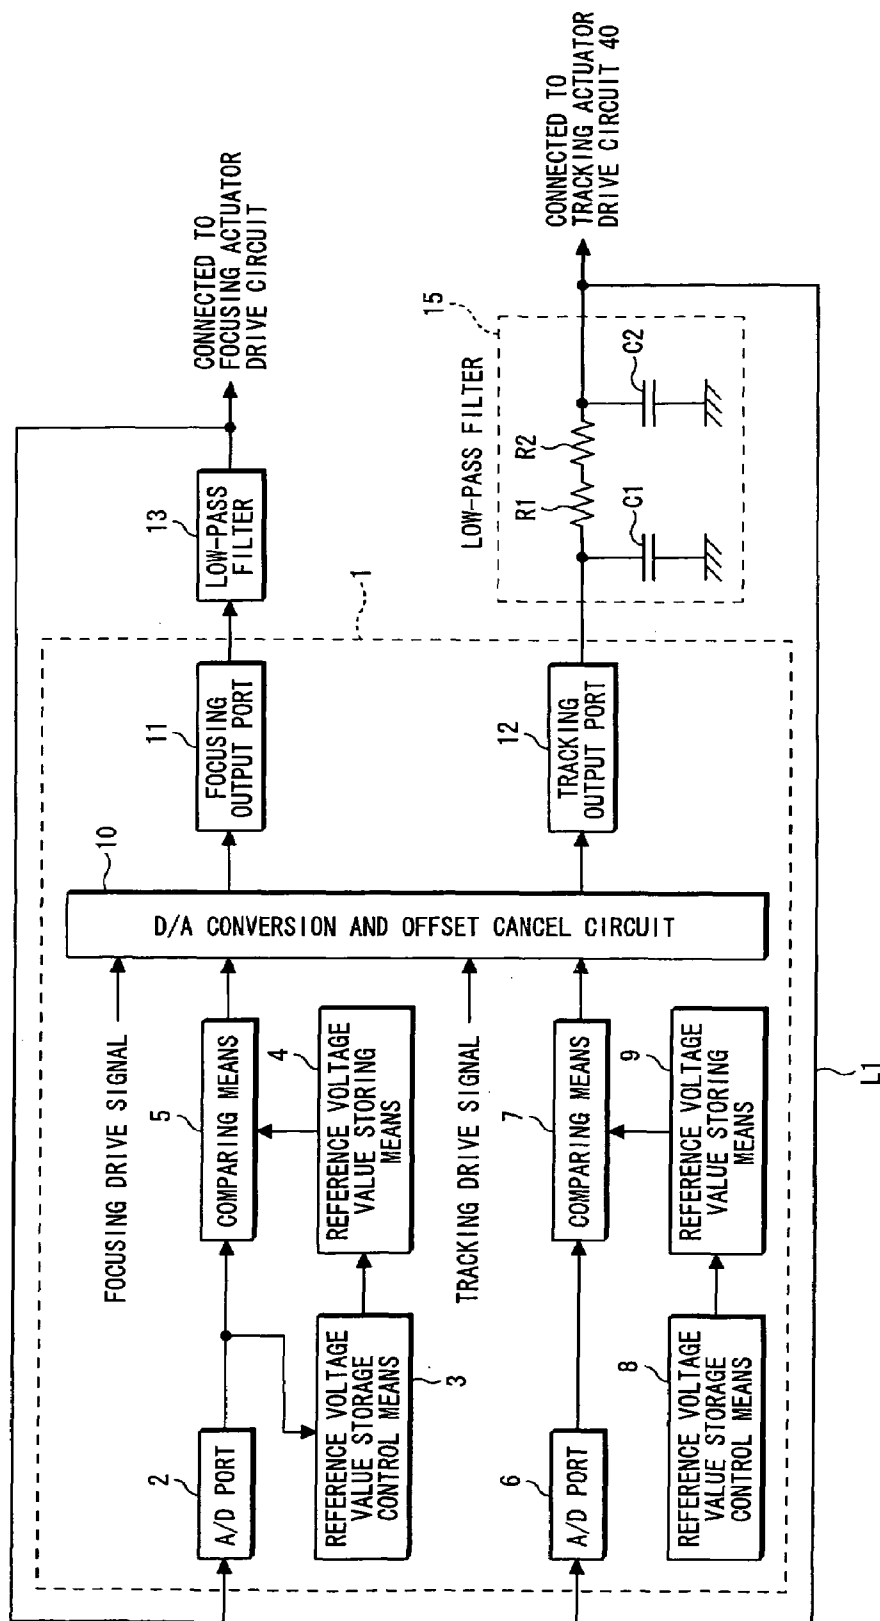 1
2
A/D PORT
REFERENCE VOLTAGE
VALUE STORAGE
CONTROL MEANS
3
FOCUSING DRIVE SIGNAL
5
COMPARING MEANS
4
REFERENCE VOLTAGE
VALUE STORING
MEANS
10
D/A CONVERSION AND OFFSET CANCEL CIRCUIT
11
FOCUSING
OUTPUT PORT
13
LOW-PASS
FILTER
CONNECTED TO
FOCUSING ACTUATOR
DRIVE CIRCUIT
6
A/D PORT
8
REFERENCE VOLTAGE
VALUE STORAGE
CONTROL MEANS
TRACKING DRIVE SIGNAL
7
COMPARING MEANS
9
REFERENCE VOLTAGE
VALUE STORING
MEANS
12
TRACKING
OUTPUT PORT
LOW-PASS FILTER
15
R1
R2
C1
C2
CONNECTED TO
TRACKING ACTUATOR
DRIVE CIRCUIT 40
L1